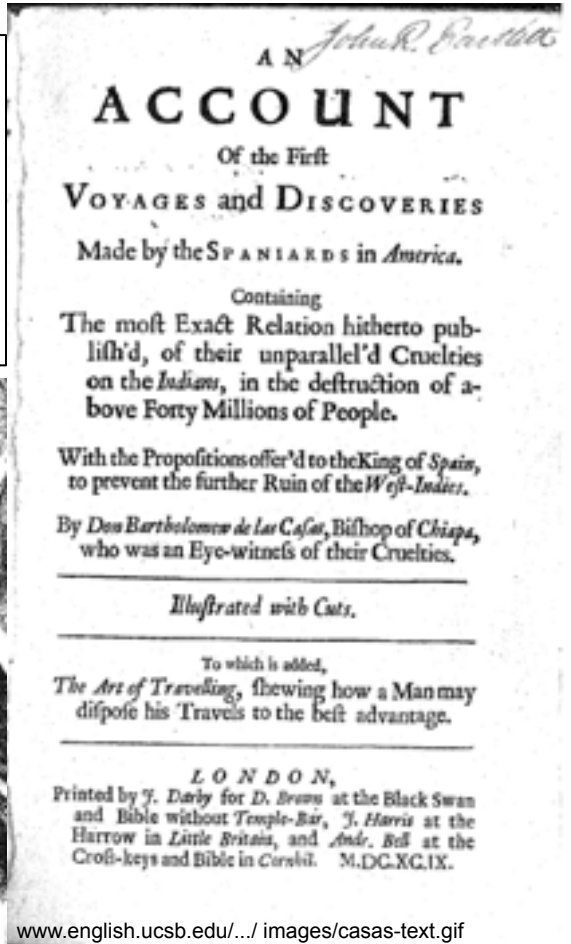 John R. Bartlett
AN
ACCOUNT
Of the Firſt
VOYAGES and DISCOVERIES
Made by the SPANIARDS in America.
Containing
The moſt Exact Relation hitherto pub-
liſh'd, of their unparallel'd Cruelties
on the Indians, in the deſtruction of a-
bove Forty Millions of People.
With the Propoſitions offer'd to the King of Spain,
to prevent the further Ruin of the Weſt-Indies.
By Don Bartholomew de las Caſas, Biſhop of Chiapa,
who was an Eye-witneſs of their Cruelties.
Illuſtrated with Cuts.
To which is added,
The Art of Travelling, ſhewing how a Man may
diſpoſe his Travels to the beſt advantage.
LONDON,
Printed by J. Darby for D. Brown at the Black Swan
and Bible without Temple-Bar, J. Harris at the
Harrow in Little Britain, and Andr. Bell at the
Croſs-keys and Bible in Cornhil. M.DC.XC.IX.
www.english.ucsb.edu/.../ images/casas-text.gif